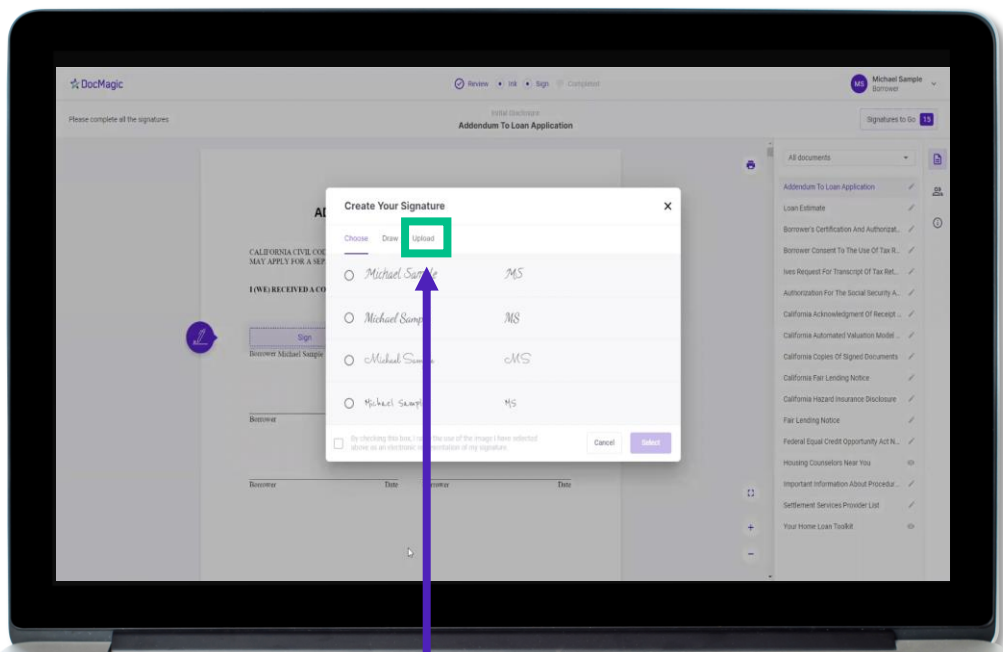 DocMagic
Review Ink Sign Completed
MS Michael Sample
Borrower
Please complete all the signatures
Initial Disclosure
Addendum To Loan Application
Signatures to Go 15
All documents
Addendum To Loan Application
Loan Estimate
Borrower's Certification And Authorizat..
Borrower Consent To The Use Of Tax R..
Ives Request For Transcript Of Tax Ret..
Authorization For The Social Security A..
California Acknowledgment Of Receipt ..
California Automated Valuation Model ..
California Copies Of Signed Documents
California Fair Lending Notice
California Hazard Insurance Disclosure
Fair Lending Notice
Federal Equal Credit Opportunity Act N..
Housing Counselors Near You
Important Information About Procedur..
Settlement Services Provider List
Your Home Loan Toolkit
AD
CALIFORNIA CIVIL COD
MAY APPLY FOR A SEP
I (WE) RECEIVED A CO
Sign
Borrower Michael Sample
Borrower
Borrower Date Borrower Date
Create Your Signature
Choose Draw Upload
Michael Sample MS
Michael Samp MS
Michael Sam MS
Michael Sampl MS
By checking this box, I the use of the image I have selected
above as an electronic representation of my signature
Cancel Select